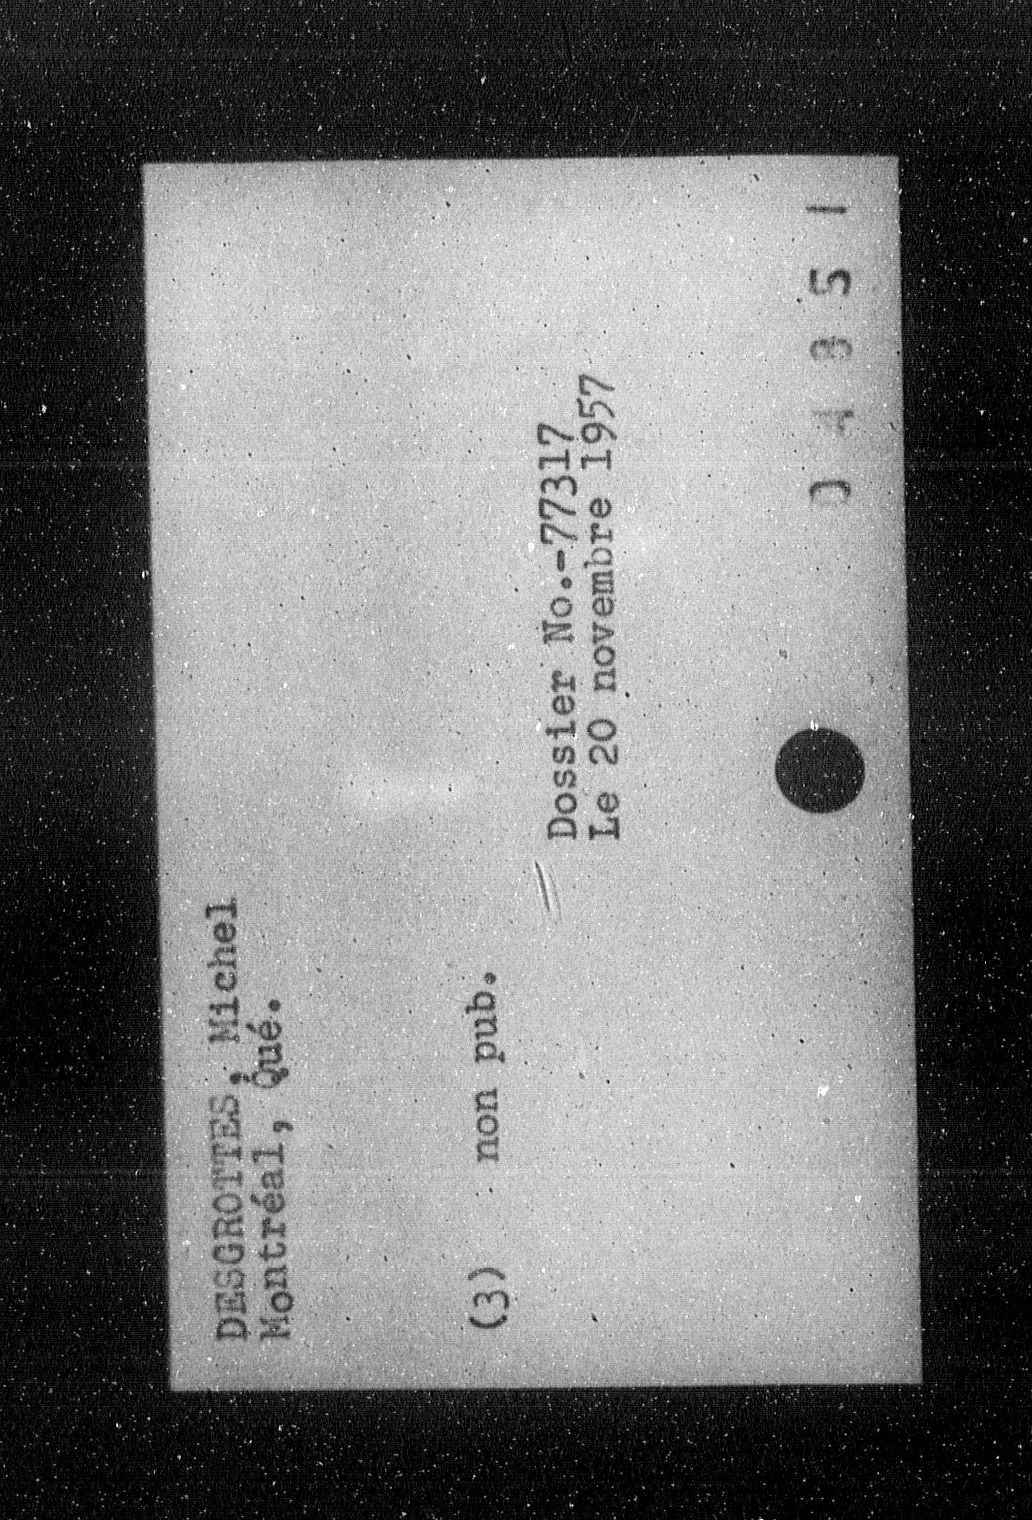 DESGROTTES, Michel
Montréal, Qué.
(3) non pub.
Dossier No.-77317
Le 20 novembre 1957